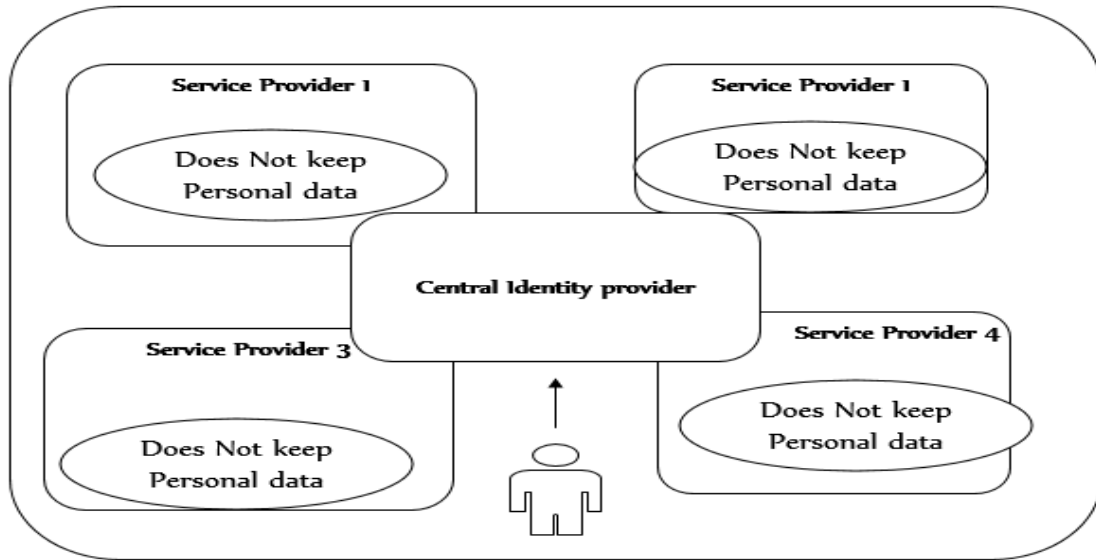 Service Provider 1
Does Not keep
Personal data
Service Provider 1
Does Not keep
Personal data
Central Identity provider
Service Provider 3
Does Not keep
Personal data
Service Provider 4
Does Not keep
Personal data